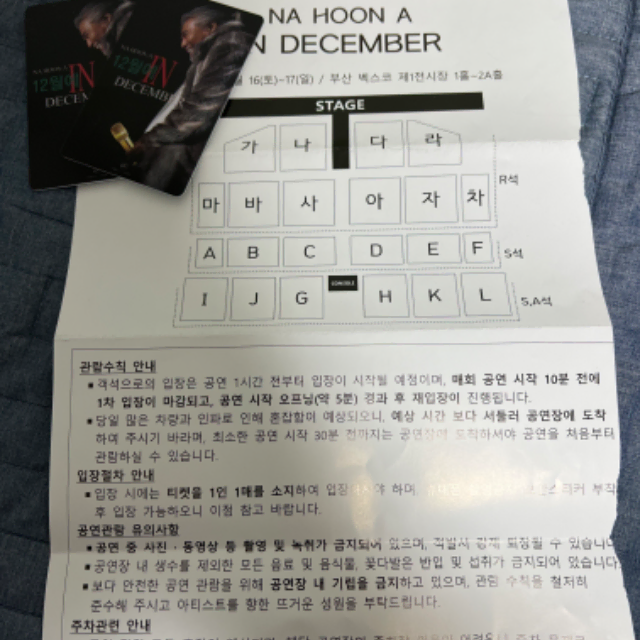 NA HOON A
12월에 IN
DECEMBER
12월에 IN
DECEMBER
DECEMBER
16(토)~17(일) / 부산 벡스코 제1전시장 1홀~2A홀
STAGE
가 나 다 라
R석
마 바 사 아 자 차
A B C D E F
S석
I J G H K L
S,A석
관람수칙 안내
■ 객석으로의 입장은 공연 1시간 전부터 입장이 시작될 예정이며, 매회 공연 시작 10분 전에
1차 입장이 마감되고, 공연 시작 오프닝(약 5분) 경과 후 재입장이 진행됩니다.
■ 당일 많은 차량과 인파로 인해 혼잡함이 예상되오니, 예상 시간 보다 서둘러 공연장에 도착
하여 주시기 바라며, 최소한 공연 시작 30분 전까지는 공연장에 도착하셔야 공연을 처음부터
관람하실 수 있습니다.
입장절차 안내
■ 입장 시에는 티켓을 1인 1매를 소지하여 하며, 부착
후 입장 가능하오니 이점 참고 바랍니다.
공연관람 유의사항
■ 공연 중 사진 · 동영상 등 촬영 및 녹취가 금지되어 있으며, 적발시 강제 퇴장될 수 있습니다
■ 공연장 내 생수를 제외한 모든 음료 및 음식물, 꽃다발은 반입 및 섭취가 금지되어 있습니다
■ 보다 안전한 공연 관람을 위해 공연장 내 기립을 금지하고 있으며, 관람 수칙을 철저히
준수해 주시고 아티스트를 향한 뜨거운 성원을 부탁드립니다.
주차관련 안내